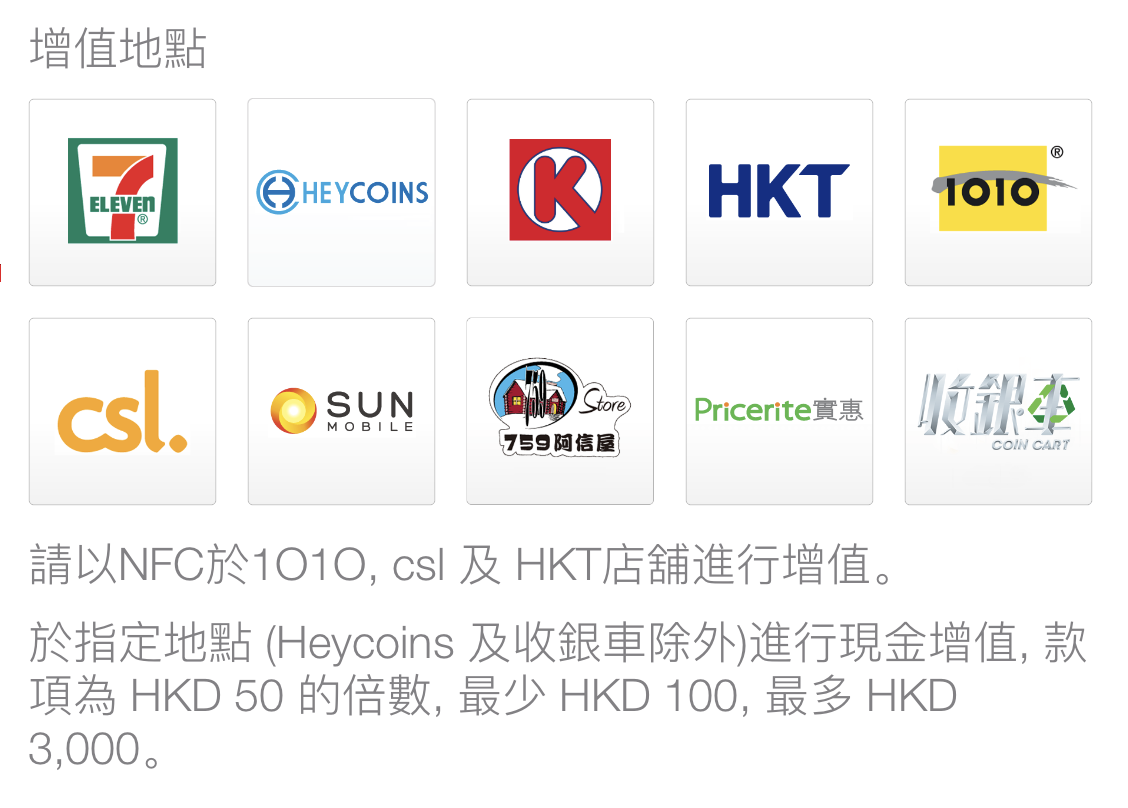 增值地點
7
ELEVEN
®
HEYCOINS
K
HKT
1O1O ®
csl.
SUN
MOBILE
759
Store
759阿信屋
Pricerite實惠
收銀車
COIN CART
請以NFC於1O1O, csl 及 HKT店舖進行增值。
於指定地點 (Heycoins 及收銀車除外)進行現金增值, 款
項為 HKD 50 的倍數, 最少 HKD 100, 最多 HKD
3,000。